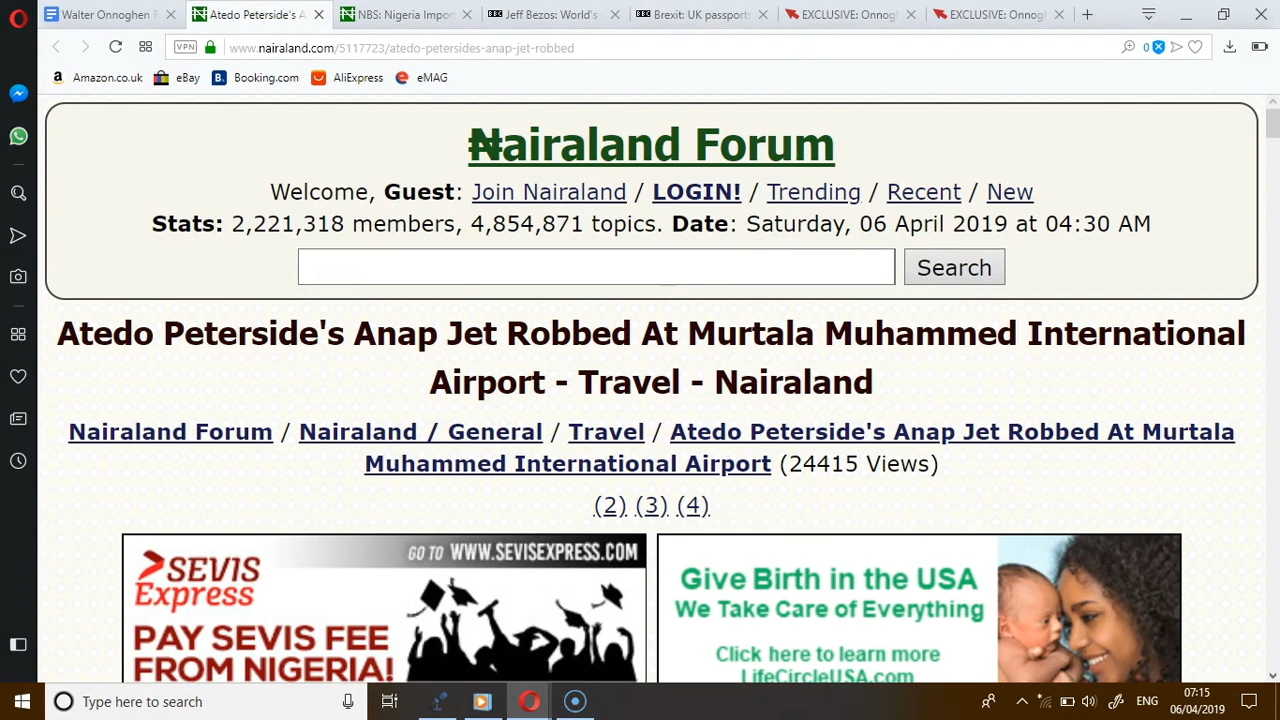 Walter Onnoghen R
Atedo Peterside's A
NBS: Nigeria Impor
Jeff Bezos: World's
Brexit: UK passport
EXCLUSIVE: Onnogh
EXCLUSIVE: Onnogh
VPN
www.nairaland.com/5117723/atedo-petersides-anap-jet-robbed
0
Amazon.co.uk
eBay
Booking.com
AliExpress
eMAG
₦airaland Forum
Welcome, Guest: Join Nairaland / LOGIN! / Trending / Recent / New
Stats: 2,221,318 members, 4,854,871 topics. Date: Saturday, 06 April 2019 at 04:30 AM
Search
Atedo Peterside's Anap Jet Robbed At Murtala Muhammed International
Airport - Travel - Nairaland
Nairaland Forum / Nairaland / General / Travel / Atedo Peterside's Anap Jet Robbed At Murtala
Muhammed International Airport (24415 Views)
(2) (3) (4)
GO TO WWW.SEVISEXPRESS.COM
SEVIS
Express
PAY SEVIS FEE
FROM NIGERIA!
Give Birth in the USA
We Take Care of Everything
Click here to learn more
LifeCircleUSA.com
Type here to search
ENG
07:15
06/04/2019